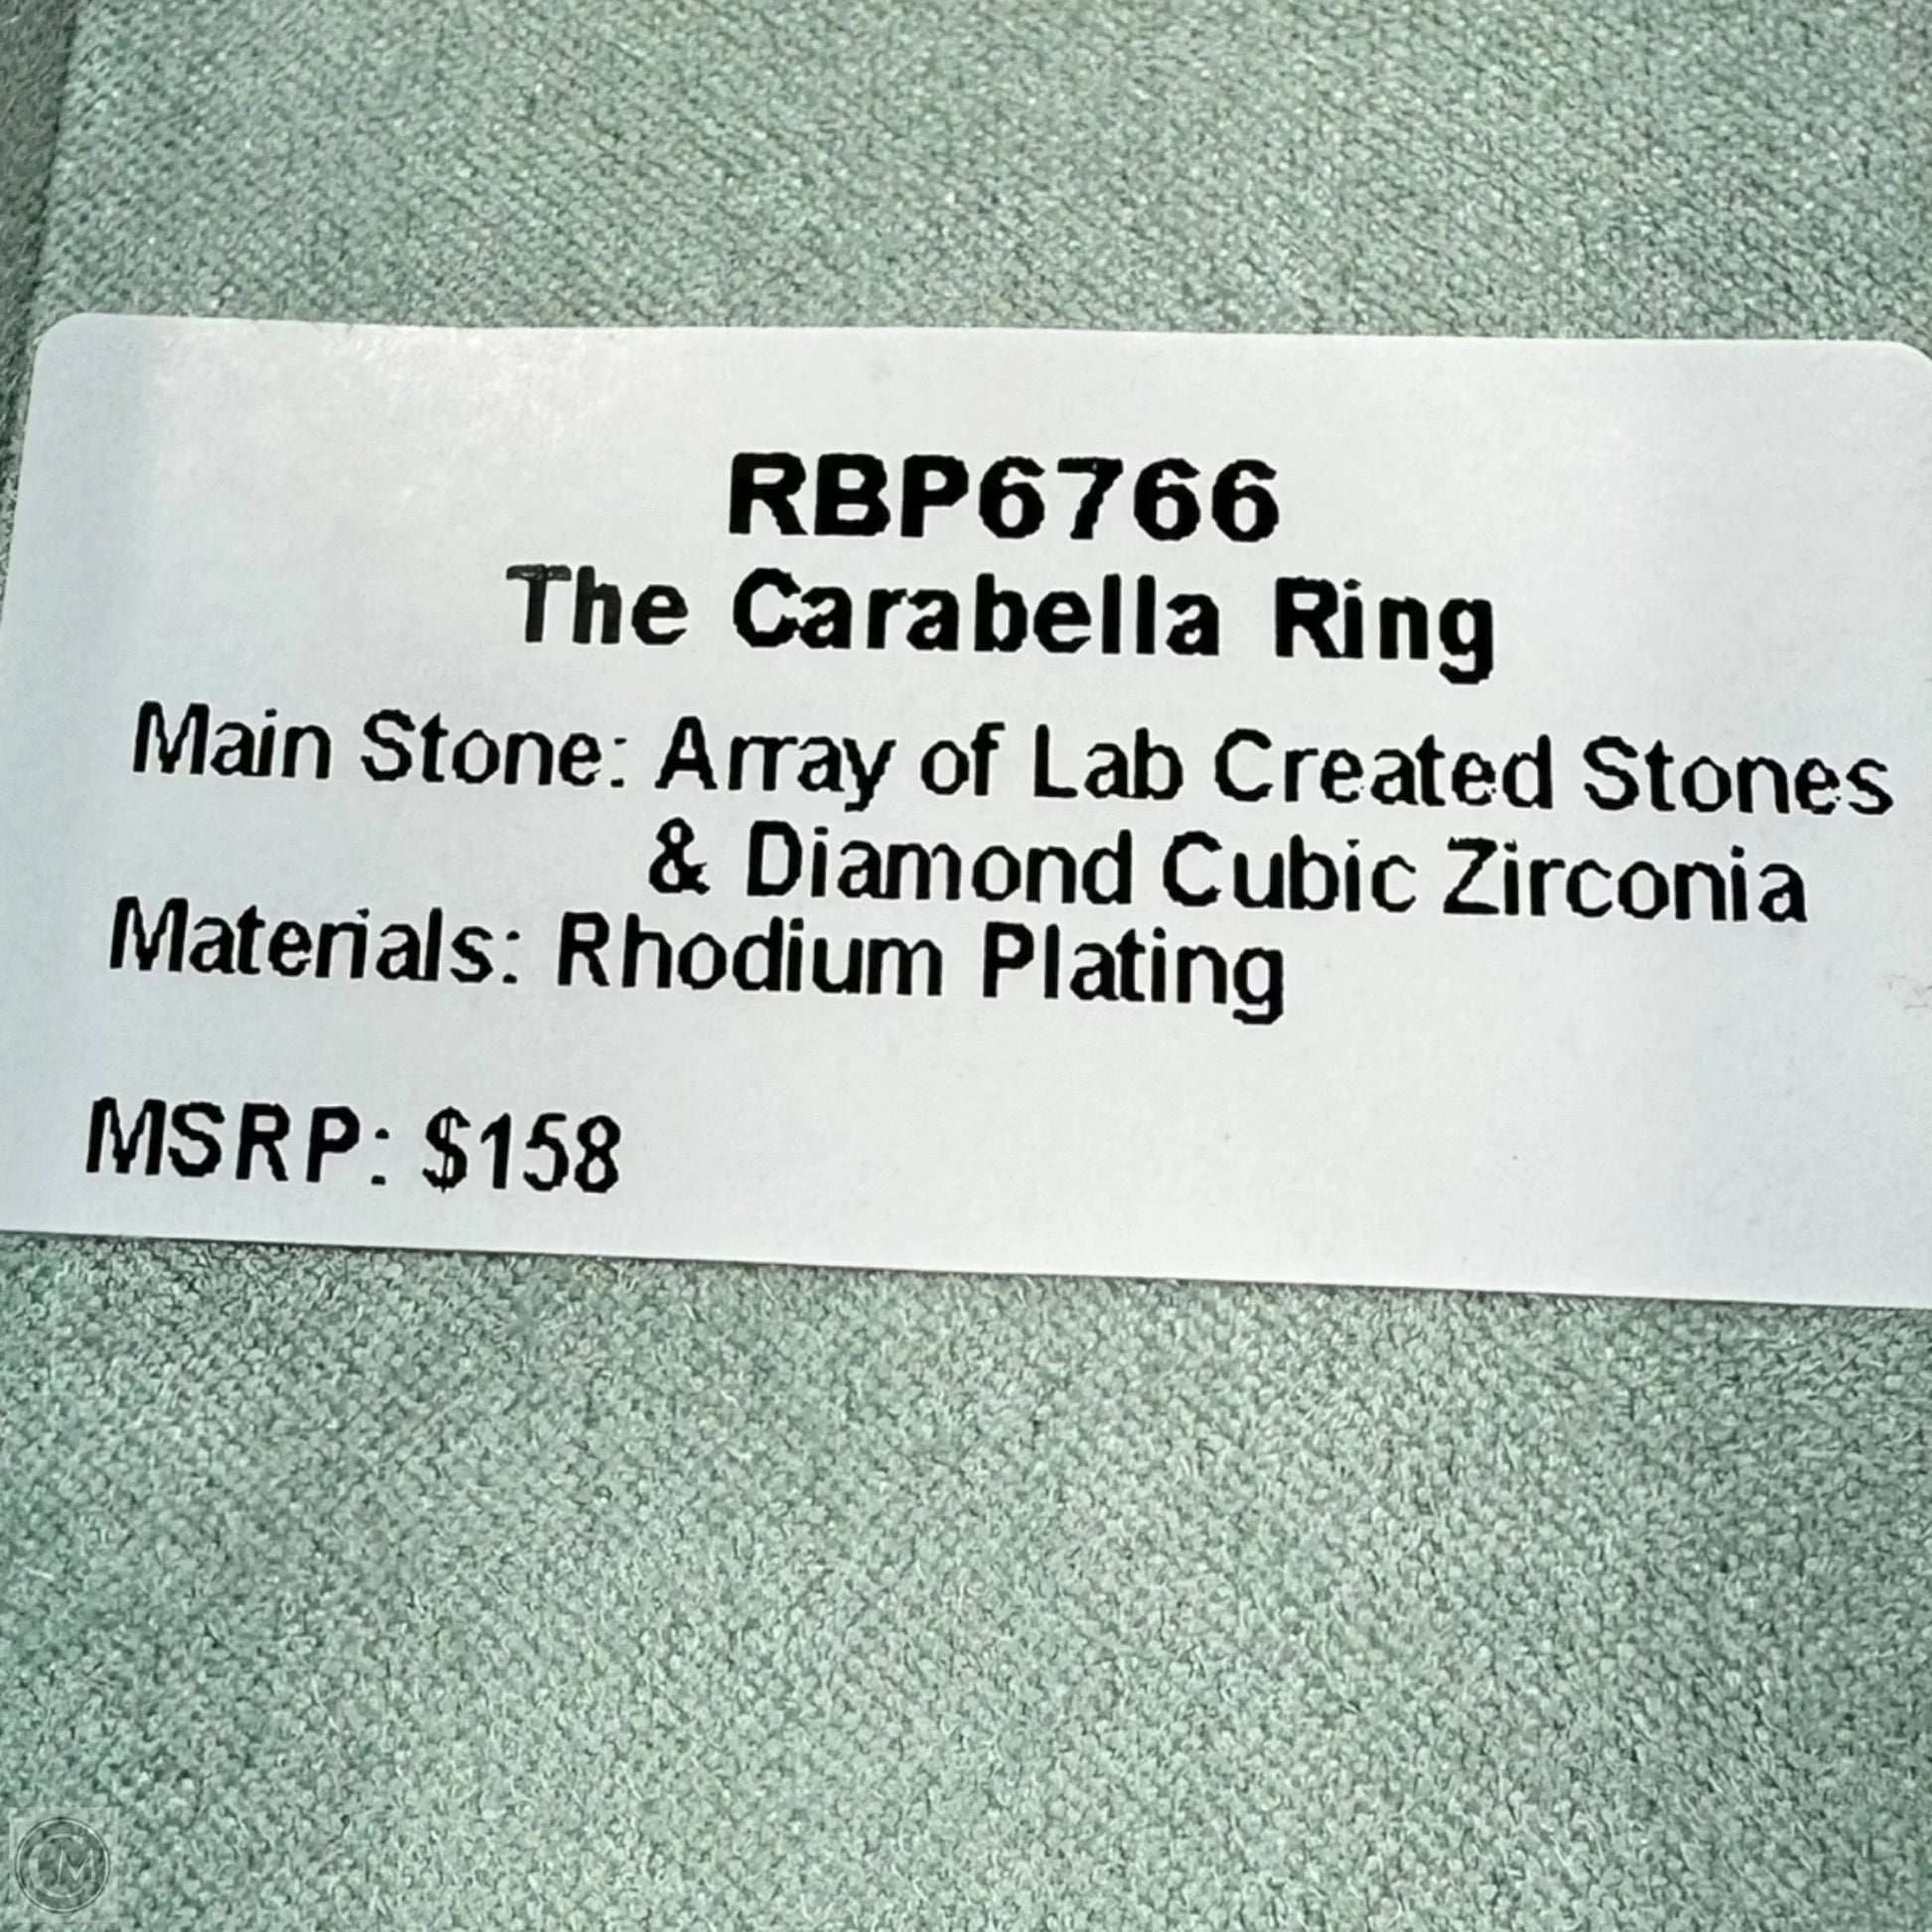 RBP6766
The Carabella Ring
Main Stone: Array of Lab Created Stones
& Diamond Cubic Zirconia
Materials: Rhodium Plating
MSRP: $158